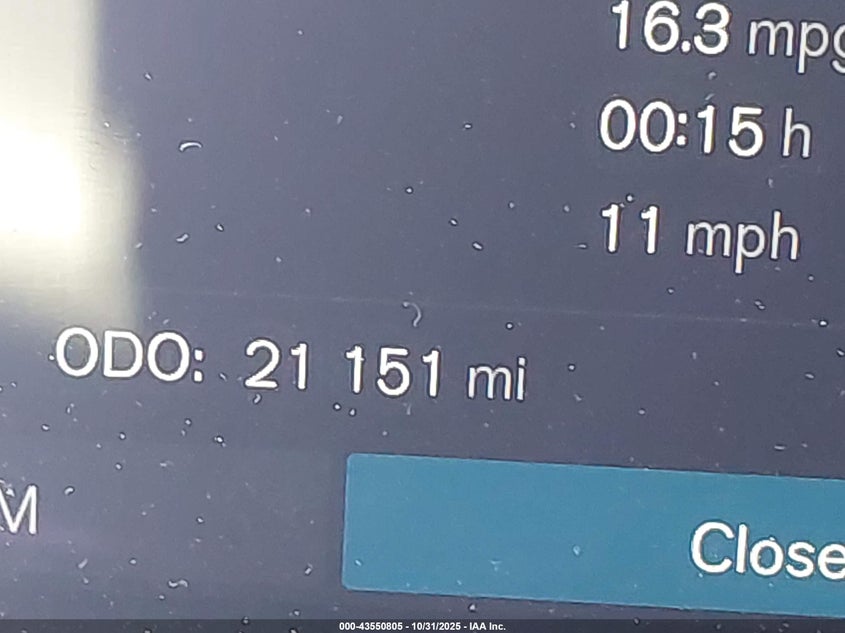 16.3 mpg
00:15 h
11 mph
ODO: 21 151 mi
M
Close
000-43550805 - 10/31/2025 - IAA Inc.